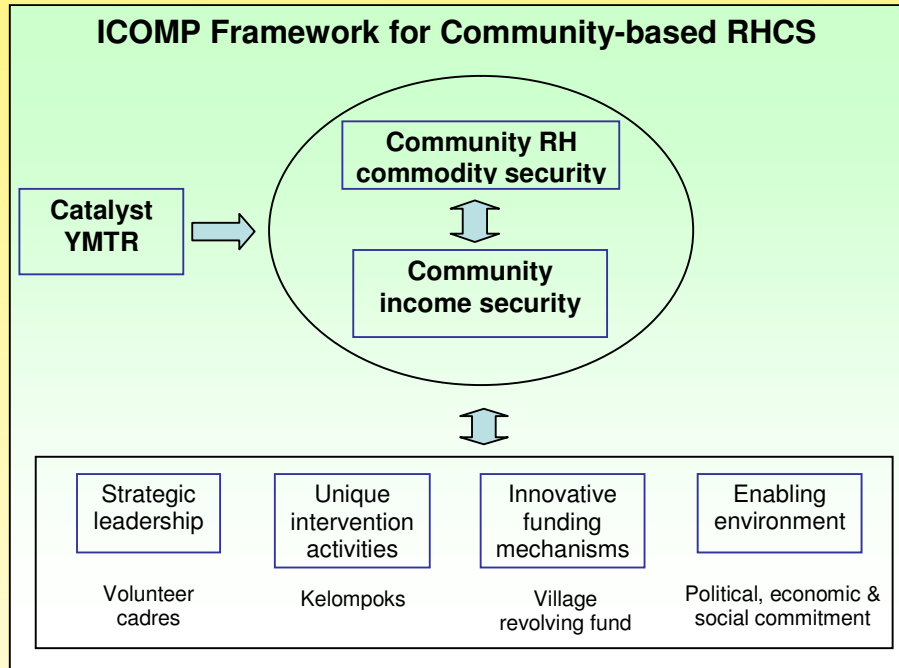 ICOMP Framework for Community-based RHCS
Community RH
commodity security
Catalyst
YMTR
Community
income security
Strategic
leadership
Unique
intervention
activities
Innovative
funding
mechanisms
Enabling
environment
Volunteer
cadres
Kelompoks
Village
revolving fund
Political, economic &
social commitment